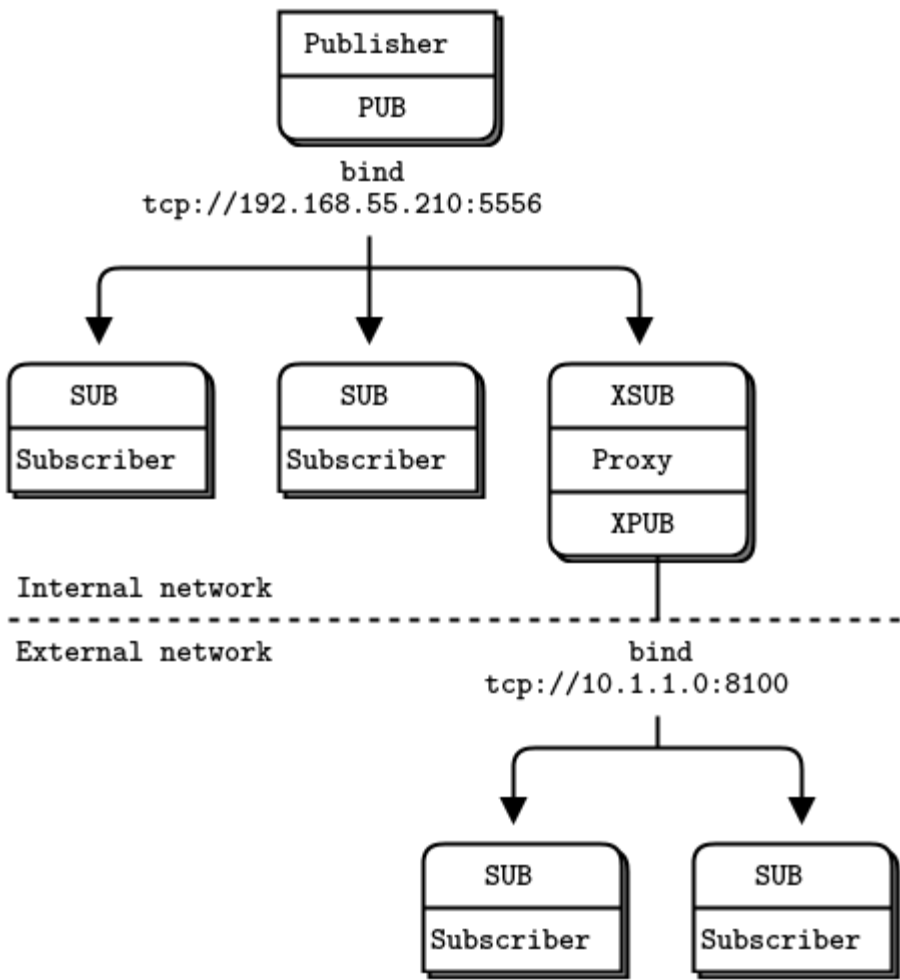 Publisher
PUB
bind
tcp://192.168.55.210:5556
SUB
Subscriber
SUB
Subscriber
XSUB
Proxy
XPUB
Internal network
External network
bind
tcp://10.1.1.0:8100
SUB
Subscriber
SUB
Subscriber